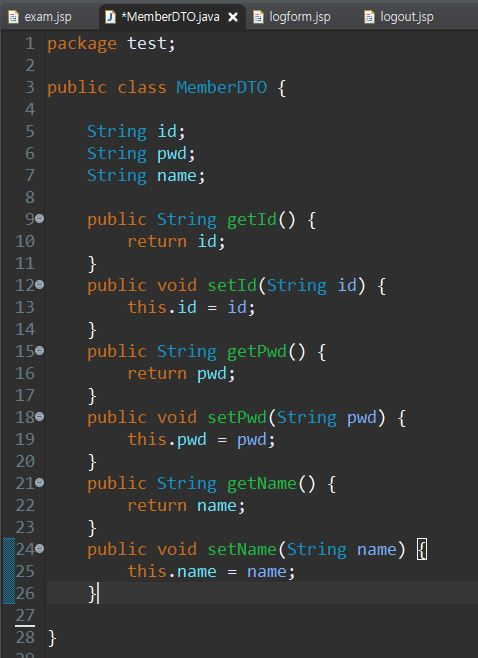 exam.jsp *MemberDTO.java logform.jsp logout.jsp
1 package test;
2
3 public class MemberDTO {
4
5     String id;
6     String pwd;
7     String name;
8
9     public String getId() {
10         return id;
11     }
12     public void setId(String id) {
13         this.id = id;
14     }
15     public String getPwd() {
16         return pwd;
17     }
18     public void setPwd(String pwd) {
19         this.pwd = pwd;
20     }
21     public String getName() {
22         return name;
23     }
24     public void setName(String name) {
25         this.name = name;
26     }
27
28 }